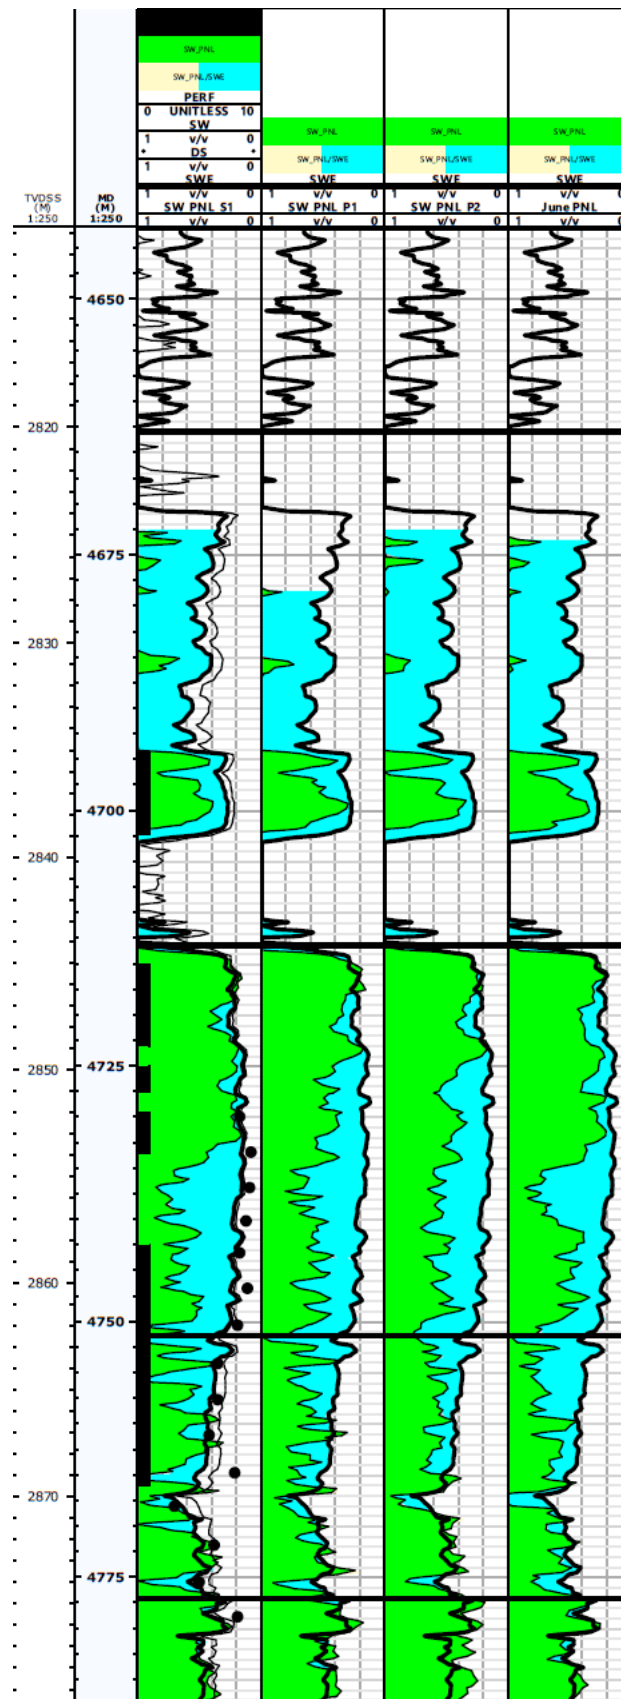 SW_PNL
SW_PNL/SWE
PERF
0 UNITLESS 10
SW
1 v/v 0
DS
1 v/v 0
SWE
1 v/v 0
SW PNL S1
1 v/v 0
SW_PNL
SW_PNL/SWE
SWE
1 v/v 0
SW PNL P1
1 v/v 0
SW_PNL
SW_PNL/SWE
SWE
1 v/v 0
SW PNL P2
1 v/v 0
SW_PNL
SW_PNL/SWE
SWE
1 v/v 0
June PNL
1 v/v 0
TVDSS
(M)
1:250
MD
(M)
1:250
4650
2820
4675
2830
4700
2840
2850
4725
2860
4750
2870
4775